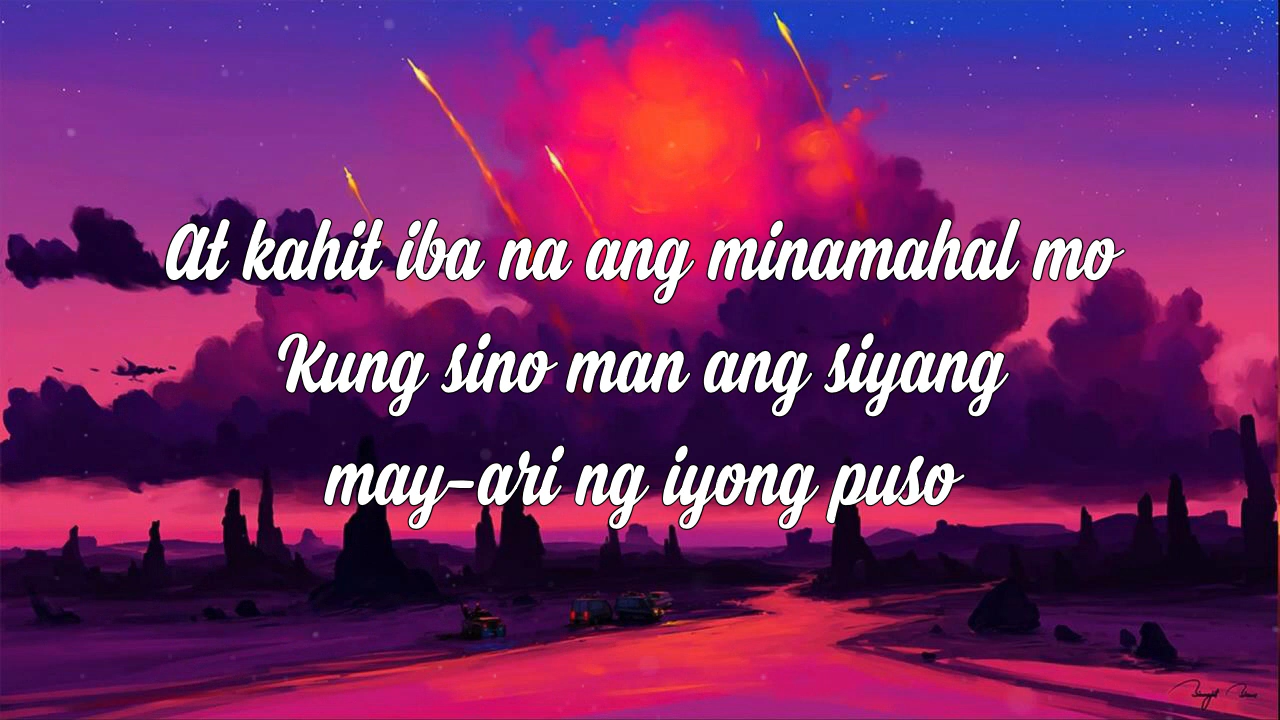 At kahit iba na ang minamahal mo
Kung sino man ang siyang
may-ari ng iyong puso